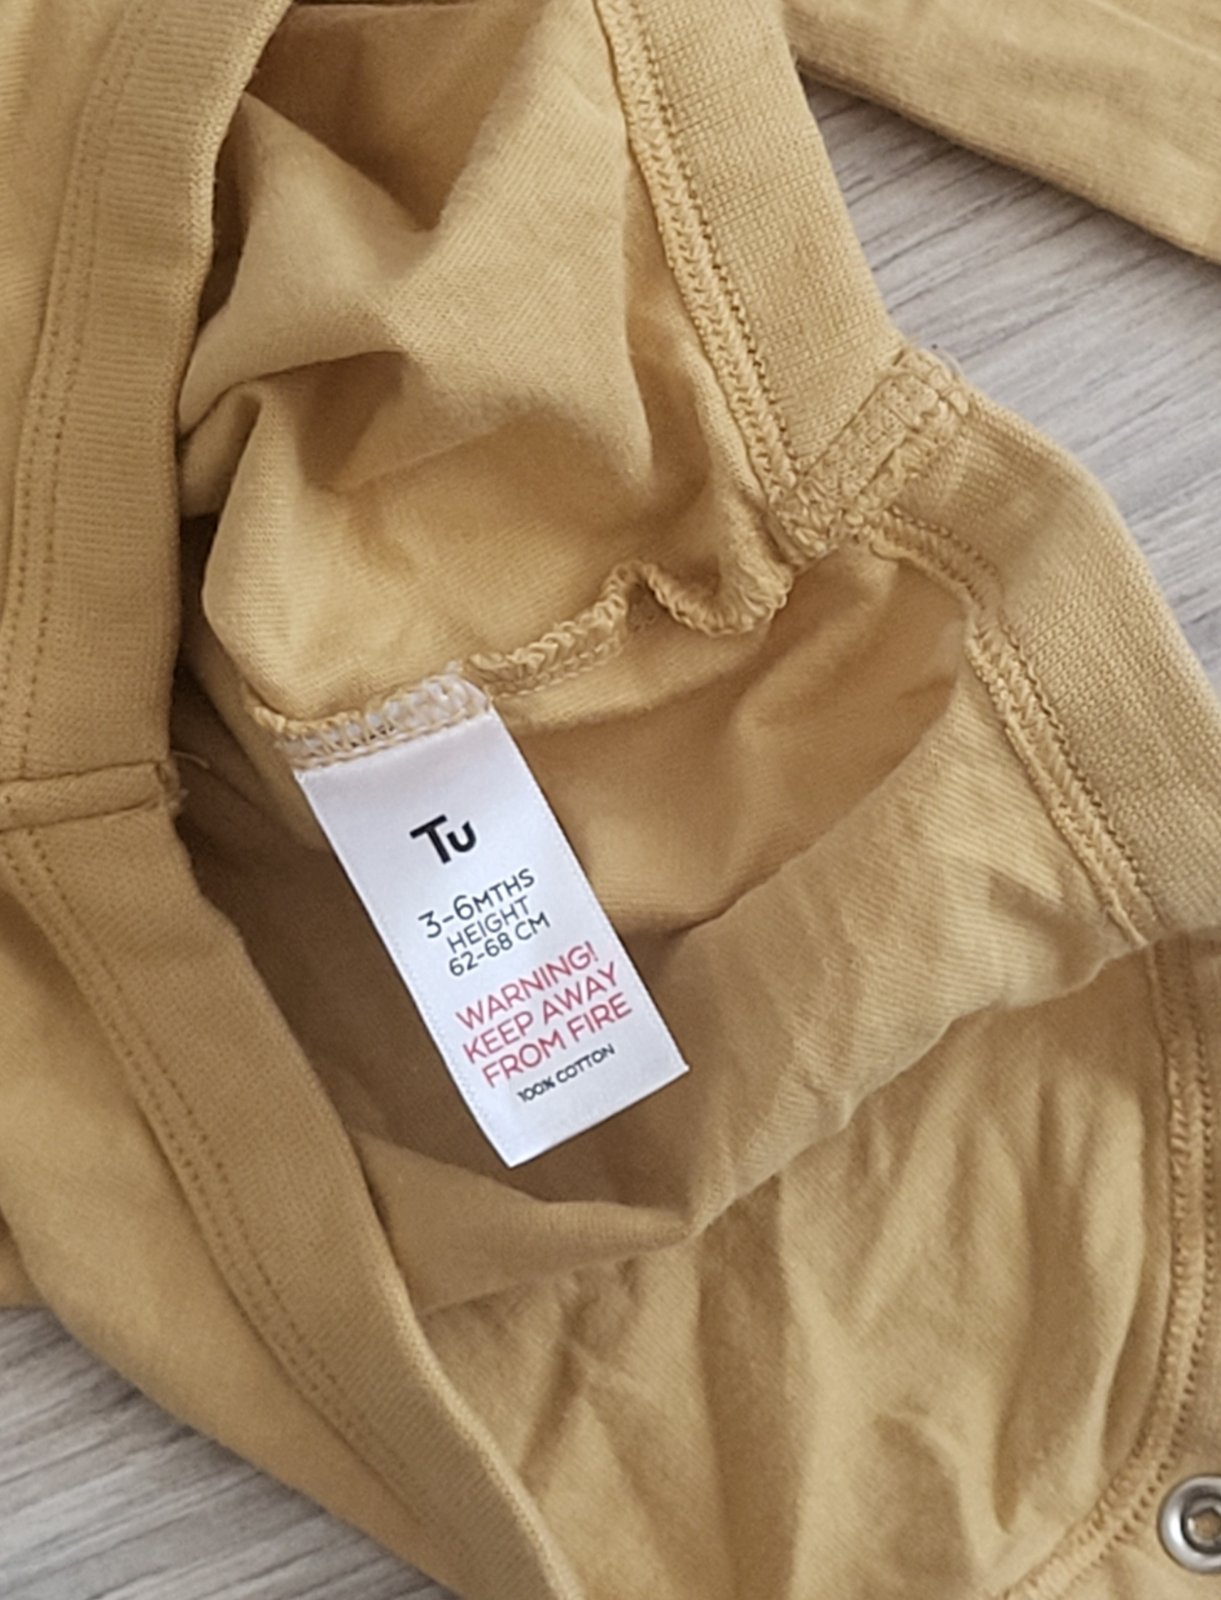 Tu
3-6MTHS
HEIGHT
62-68 CM
WARNING!
KEEP AWAY
FROM FIRE
100% COTTON